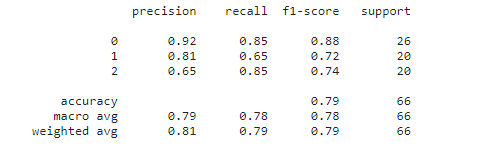 precision recall f1-score support
0 0.92 0.85 0.88 26
1 0.81 0.65 0.72 20
2 0.65 0.85 0.74 20
accuracy 0.79 66
macro avg 0.79 0.78 0.78 66
weighted avg 0.81 0.79 0.79 66